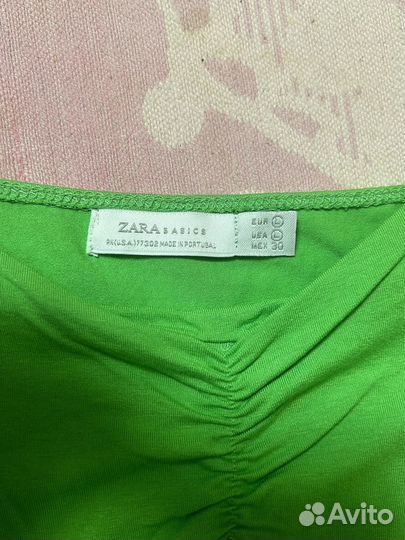 ZARA BASICS
RN(U.S.A.)77302 MADE IN PORTUGAL
EUR L
USA L
MEX 30
Avito